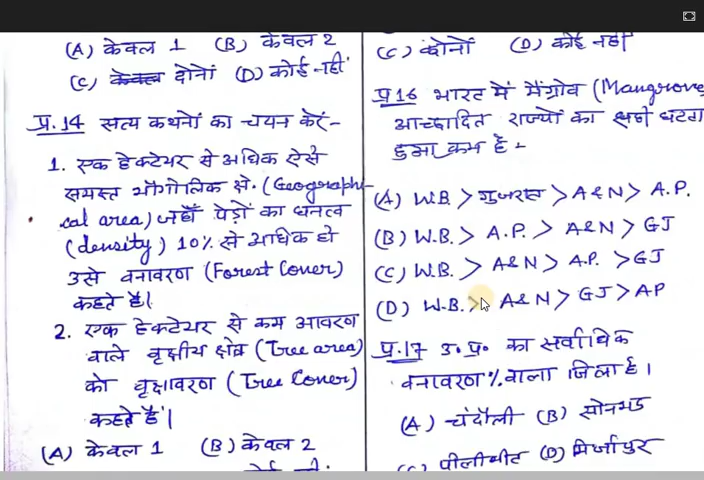 (A) केवल 1 (B) केवल 2
(C) दोनों (D) कोई नहीं
प्र.14 सत्य कथनों का चयन करें-
1. एक हेक्टेयर से अधिक ऐसे
समस्त भौगोलिक क्षे. (Geographi-
cal area) जहाँ पेड़ों का घनत्व
(density) 10% से अधिक हो
उसे वनावरण (Forest Cover)
कहते है।
2. एक हेक्टेयर से कम आवरण
वाले वृक्षीय क्षेत्र (Tree area)
को वृक्षावरण (Tree Cover)
कहते है।
(A) केवल 1 (B) केवल 2
(C) दोनों (D) कोई नहीं
प्र.16 भारत में मैंग्रोव (Mangrove
आच्छादित राज्यों का सही घटता
हुआ क्रम है -
(A) W.B. > गुजरात > A&N > A.P.
(B) W.B. > A.P. > A&N > GJ
(C) W.B. > A&N > A.P. > GJ
(D) W.B. > A&N > GJ > AP
प्र.17 उ.प्र. का सर्वाधिक
वनावरण % वाला जिला है।
(A) चंदौली (B) सोनभद्र
(C) पीलीभीत (D) मिर्जापुर